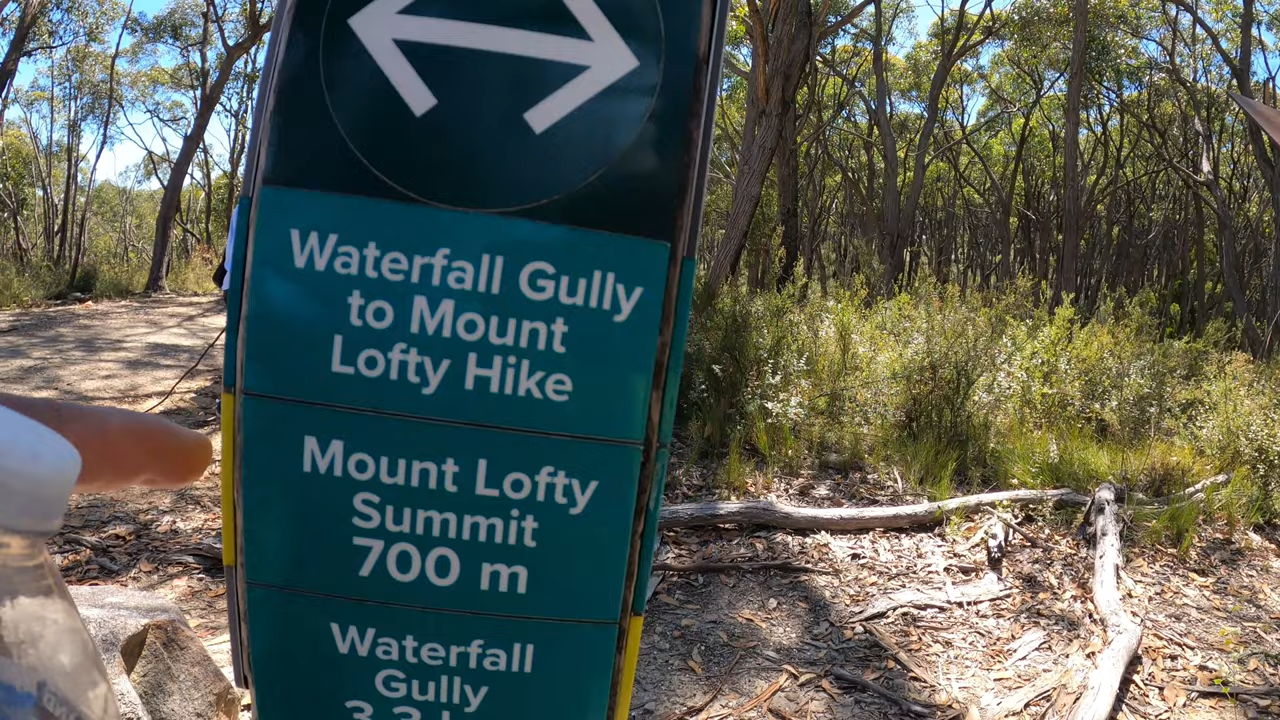 Waterfall Gully
to Mount
Lofty Hike
Mount Lofty
Summit
700 m
Waterfall
Gully